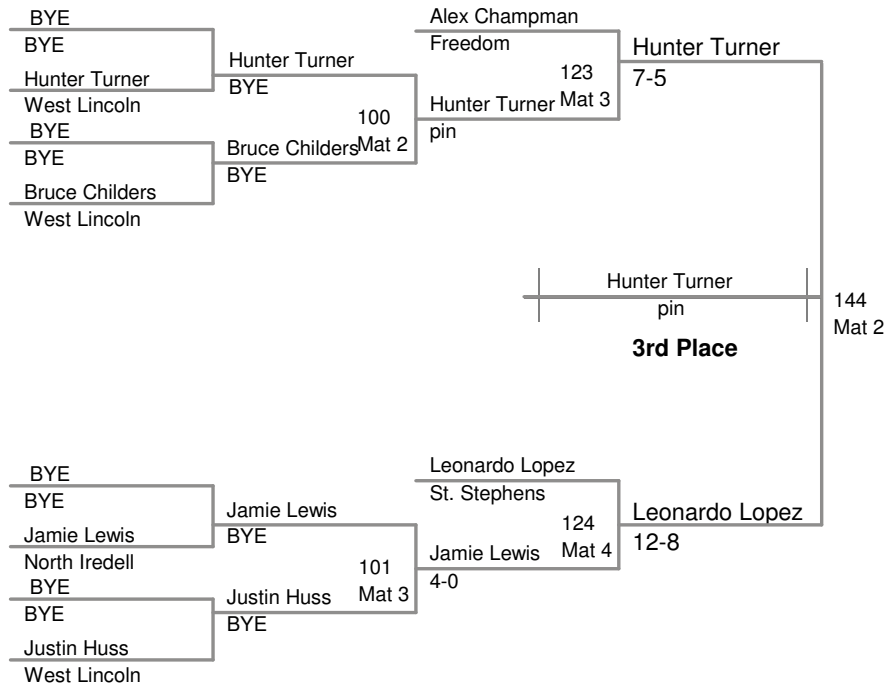 BYE
BYE
Hunter Turner
West Lincoln
BYE
BYE
Bruce Childers
West Lincoln
Hunter Turner
BYE
Bruce Childers
BYE
100
Mat 2
Alex Champman
Freedom
Hunter Turner
pin
123
Mat 3
Hunter Turner
7-5
Hunter Turner
pin
3rd Place
144
Mat 2
BYE
BYE
Jamie Lewis
North Iredell
BYE
BYE
Justin Huss
West Lincoln
Jamie Lewis
BYE
Justin Huss
BYE
101
Mat 3
Leonardo Lopez
St. Stephens
Jamie Lewis
4-0
124
Mat 4
Leonardo Lopez
12-8